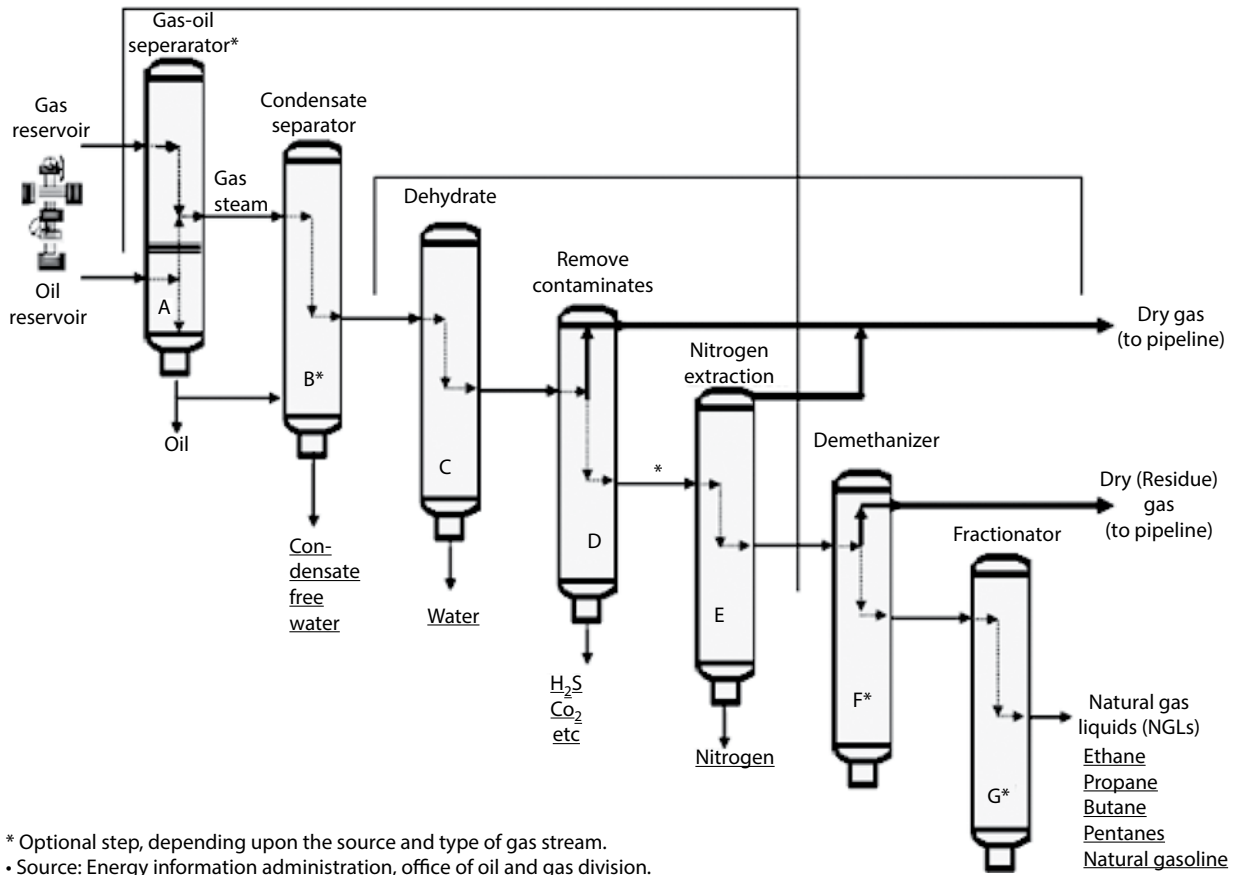 Gas-oil
seperarator*
Gas
reservoir
Oil
reservoir
A
Oil
Gas
steam
Condensate
separator
B*
Con-
densate
free
water
Dehydrate
C
Water
Remove
contaminates
D
H₂S
Co₂
etc
*
Nitrogen
extraction
E
Nitrogen
Dry gas
(to pipeline)
Demethanizer
F*
Dry (Residue)
gas
(to pipeline)
Fractionator
G*
Natural gas
liquids (NGLs)
Ethane
Propane
Butane
Pentanes
Natural gasoline
* Optional step, depending upon the source and type of gas stream.
• Source: Energy information administration, office of oil and gas division.